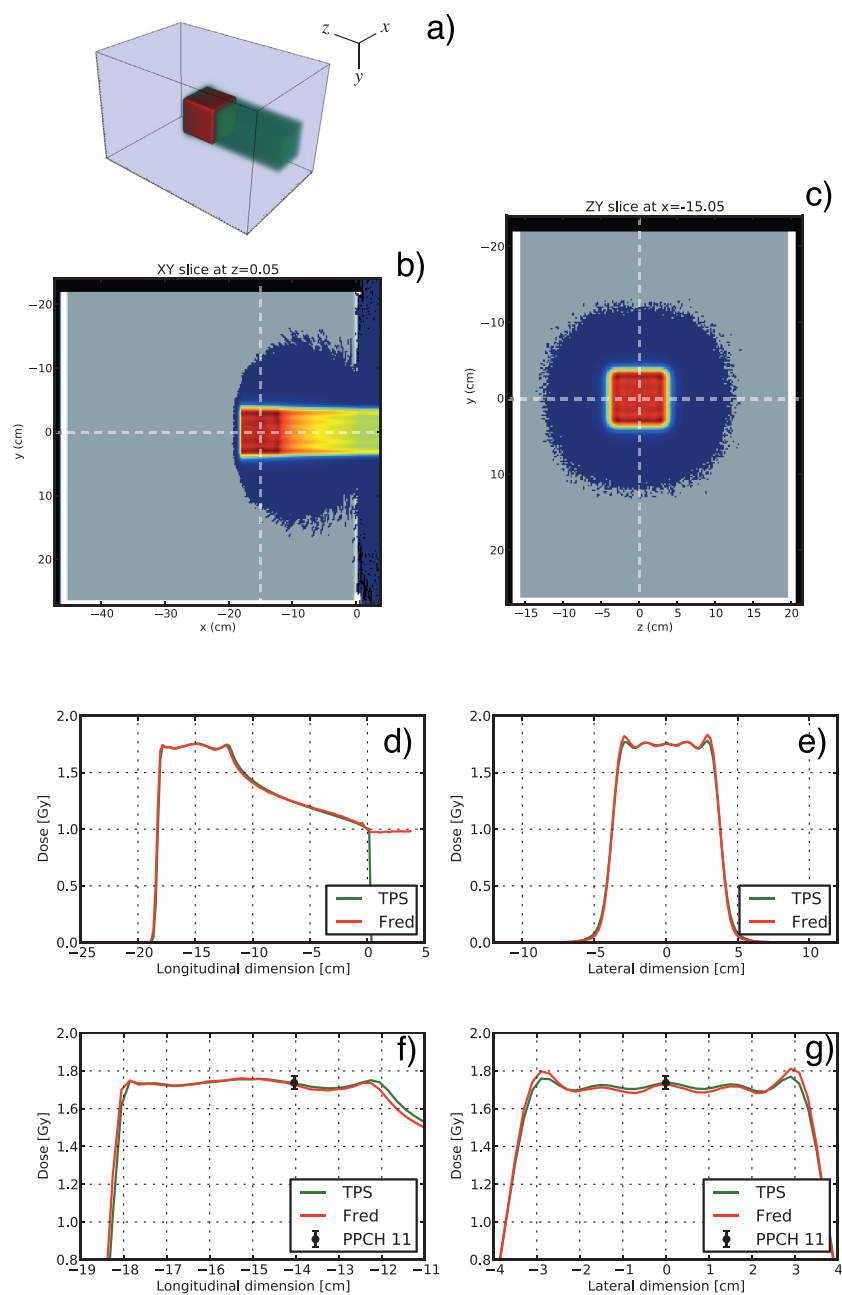 a)
z
x
y
c)
ZY slice at x=-15.05
b)
XY slice at z=0.05
−20
−10
0
10
20
y (cm)
−40
−30
−20
−10
0
x (cm)
−20
−10
0
10
20
y (cm)
−15
−10
−5
0
5
10
15
20
z (cm)
d)
2.0
1.5
1.0
0.5
0.0
Dose [Gy]
TPS
Fred
−25
−20
−15
−10
−5
0
5
Longitudinal dimension [cm]
e)
2.0
1.5
1.0
0.5
0.0
Dose [Gy]
TPS
Fred
−10
−5
0
5
10
Lateral dimension [cm]
f)
2.0
1.8
1.6
1.4
1.2
1.0
0.8
Dose [Gy]
TPS
Fred
PPCH 11
−19
−18
−17
−16
−15
−14
−13
−12
−11
Longitudinal dimension [cm]
g)
2.0
1.8
1.6
1.4
1.2
1.0
0.8
Dose [Gy]
TPS
Fred
PPCH 11
−4
−3
−2
−1
0
1
2
3
4
Lateral dimension [cm]